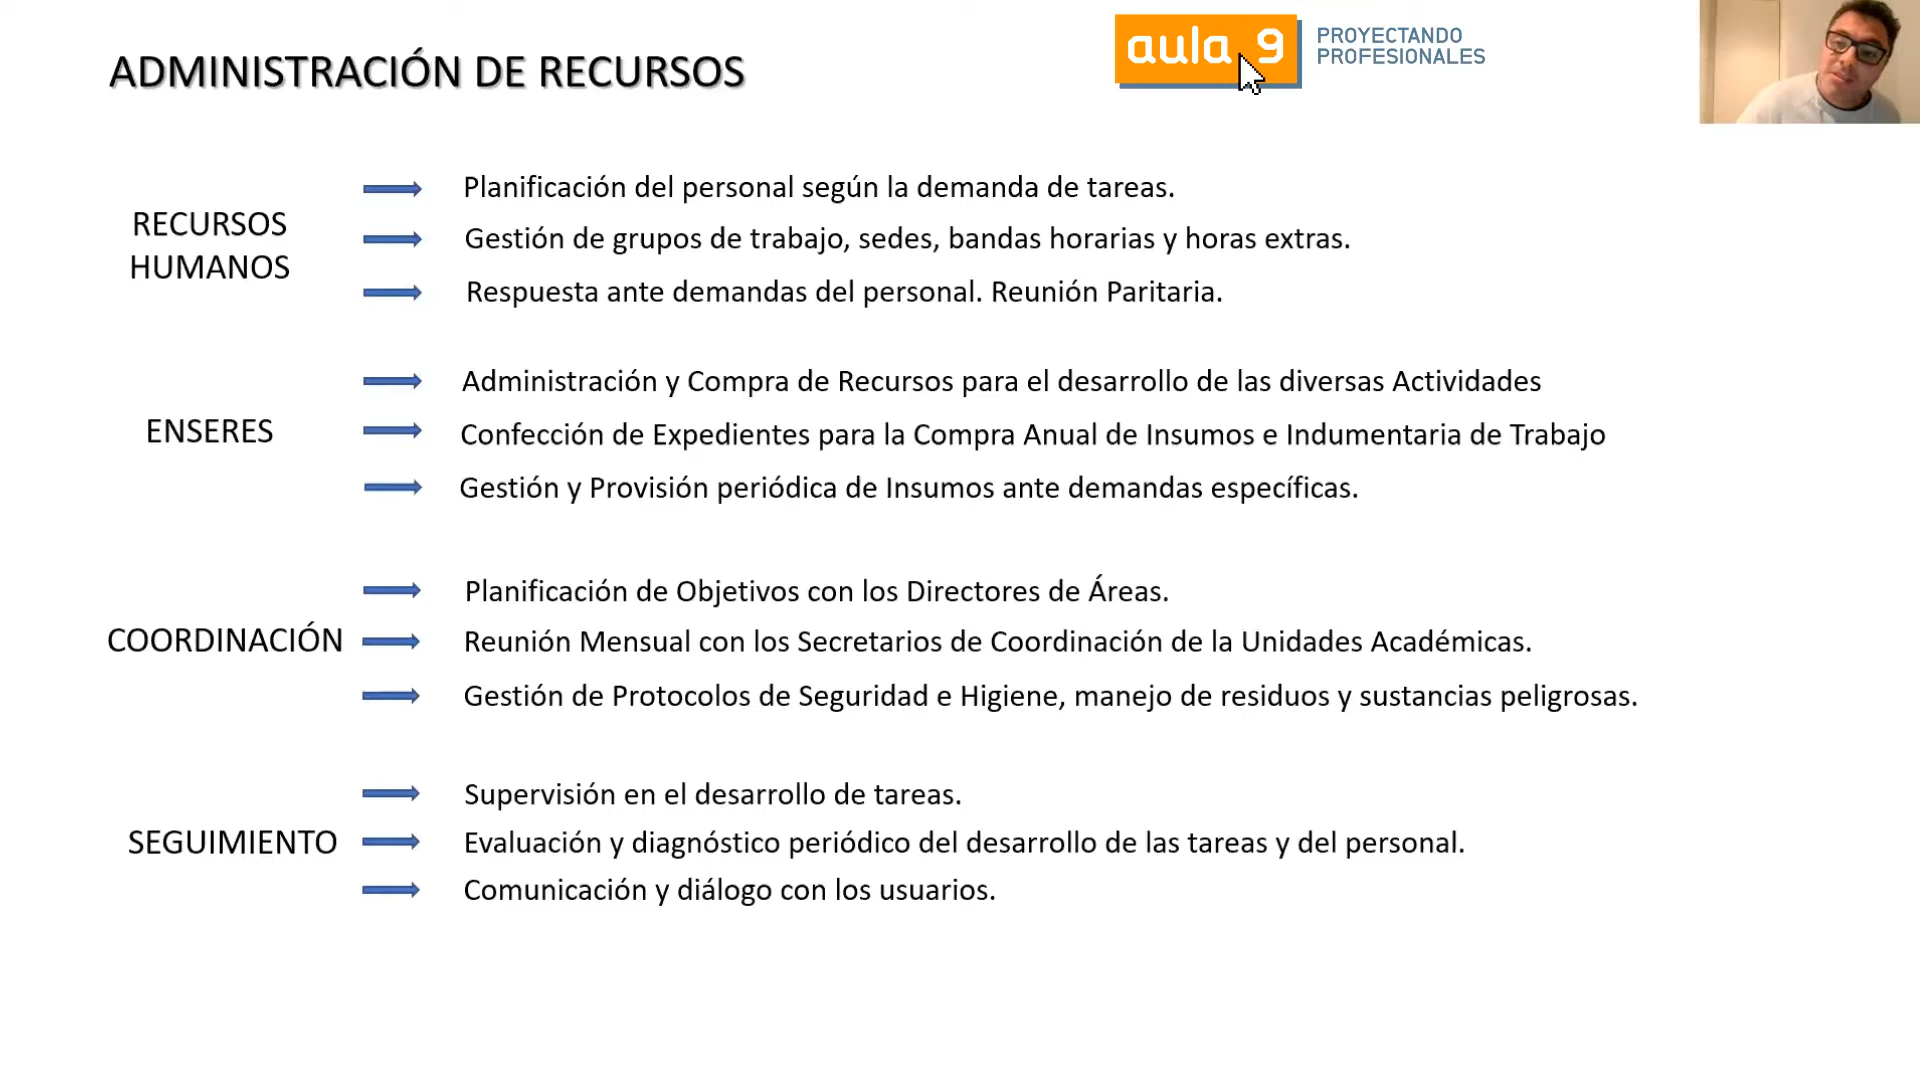 ADMINISTRACIÓN DE RECURSOS
aula 9
PROYECTANDO
PROFESIONALES
RECURSOS
HUMANOS
Planificación del personal según la demanda de tareas.
Gestión de grupos de trabajo, sedes, bandas horarias y horas extras.
Respuesta ante demandas del personal. Reunión Paritaria.
ENSERES
Administración y Compra de Recursos para el desarrollo de las diversas Actividades
Confección de Expedientes para la Compra Anual de Insumos e Indumentaria de Trabajo
Gestión y Provisión periódica de Insumos ante demandas específicas.
COORDINACIÓN
Planificación de Objetivos con los Directores de Áreas.
Reunión Mensual con los Secretarios de Coordinación de la Unidades Académicas.
Gestión de Protocolos de Seguridad e Higiene, manejo de residuos y sustancias peligrosas.
SEGUIMIENTO
Supervisión en el desarrollo de tareas.
Evaluación y diagnóstico periódico del desarrollo de las tareas y del personal.
Comunicación y diálogo con los usuarios.